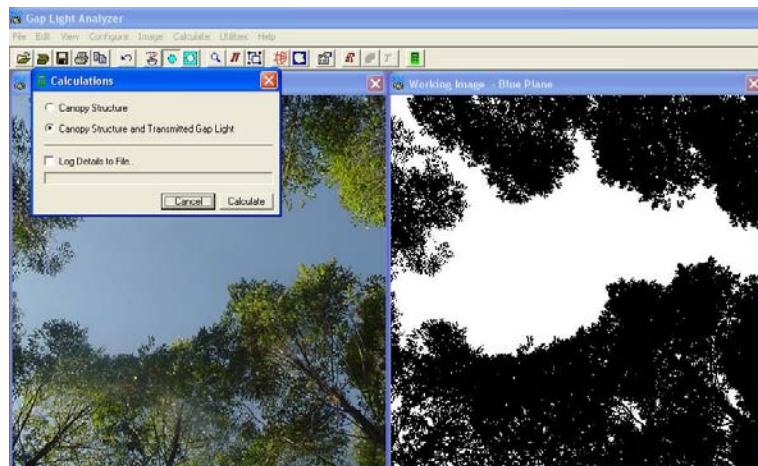 Gap Light Analyzer
File Edit View Configure Image Calculate Utilities Help
Calculations
Working Image - Blue Plane
Canopy Structure
Canopy Structure and Transmitted Gap Light
Log Details to File..
Cancel Calculate